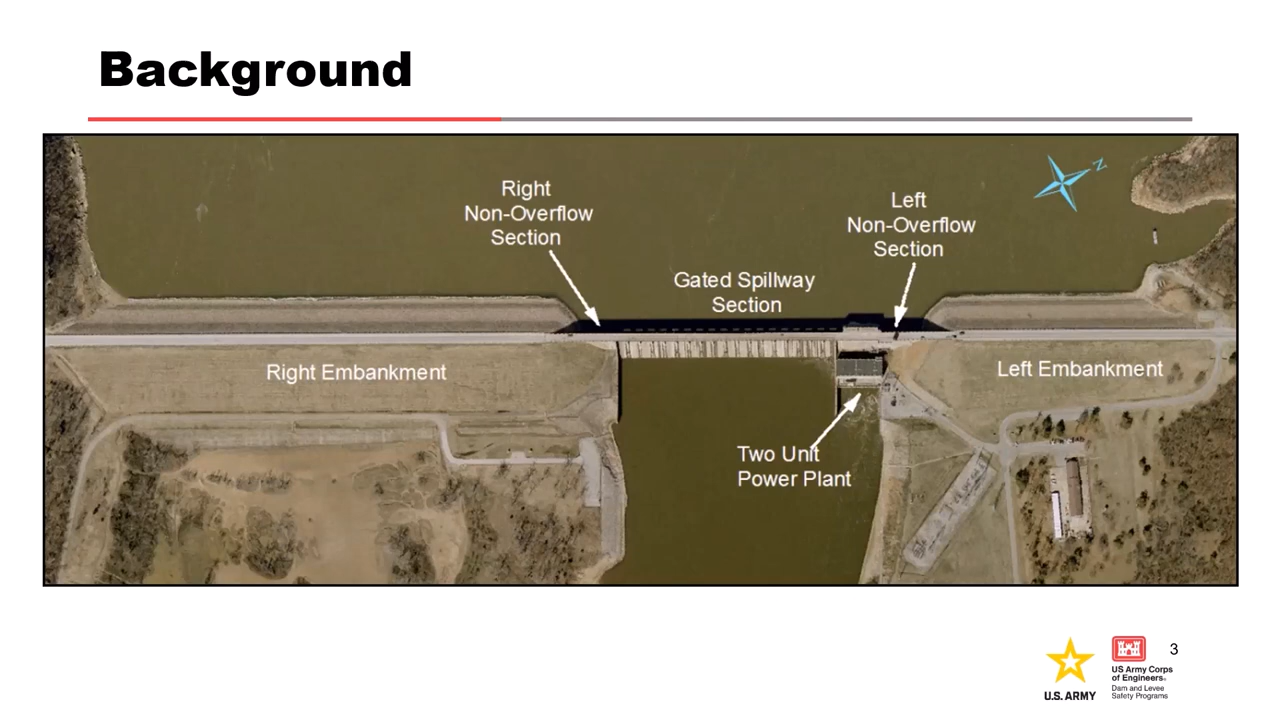 Background
Right
Non-Overflow
Section
Left
Non-Overflow
Section
Gated Spillway
Section
N
Right Embankment
Left Embankment
Two Unit
Power Plant
3
U.S. ARMY
US Army Corps
of Engineers®
Dam and Levee
Safety Programs